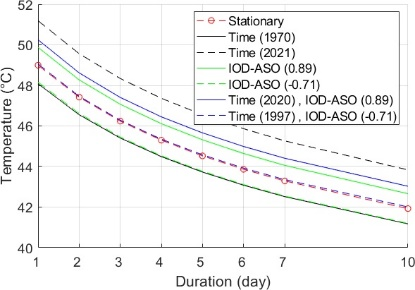 52
50
48
46
44
42
40
Temperature (°C)
Stationary
Time (1970)
Time (2021)
IOD-ASO (0.89)
IOD-ASO (-0.71)
Time (2020) , IOD-ASO (0.89)
Time (1997) , IOD-ASO (-0.71)
1 2 3 4 5 6 7 10
Duration (day)